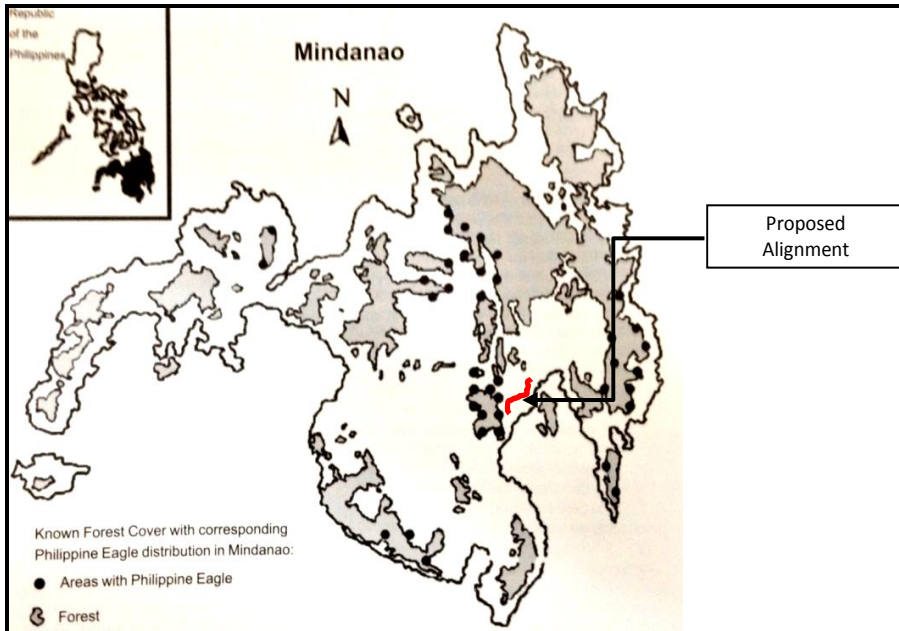 Republic
of the
Philippines
Mindanao
N
Proposed
Alignment
Known Forest Cover with corresponding
Philippine Eagle distribution in Mindanao:
Areas with Philippine Eagle
Forest